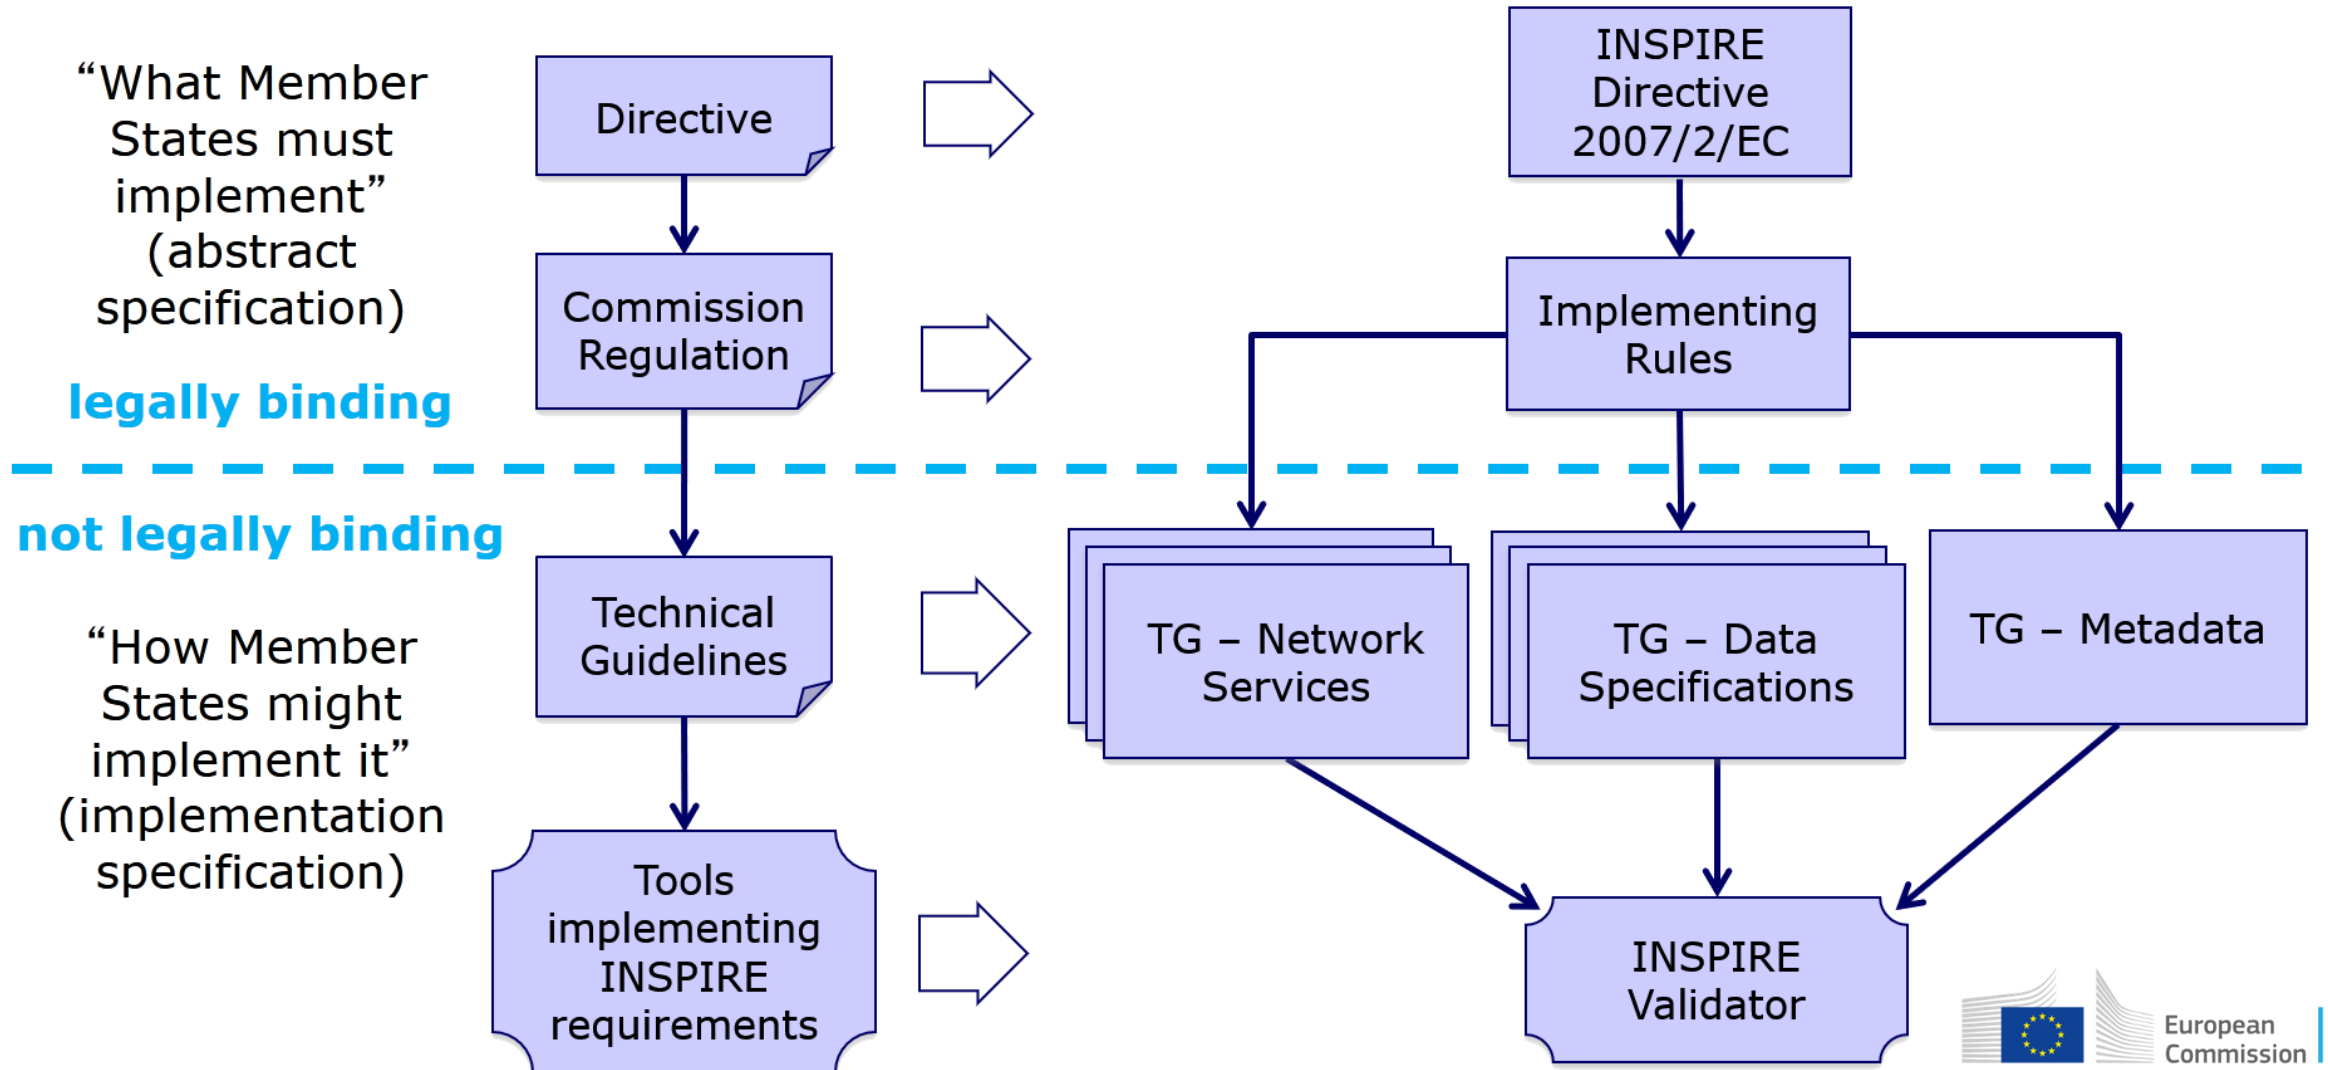 “What Member
States must
implement”
(abstract
specification)
legally binding
not legally binding
“How Member
States might
implement it”
(implementation
specification)
Directive
Commission
Regulation
Technical
Guidelines
Tools
implementing
INSPIRE
requirements
INSPIRE
Directive
2007/2/EC
Implementing
Rules
TG – Network
Services
TG – Data
Specifications
TG – Metadata
INSPIRE
Validator
European
Commission